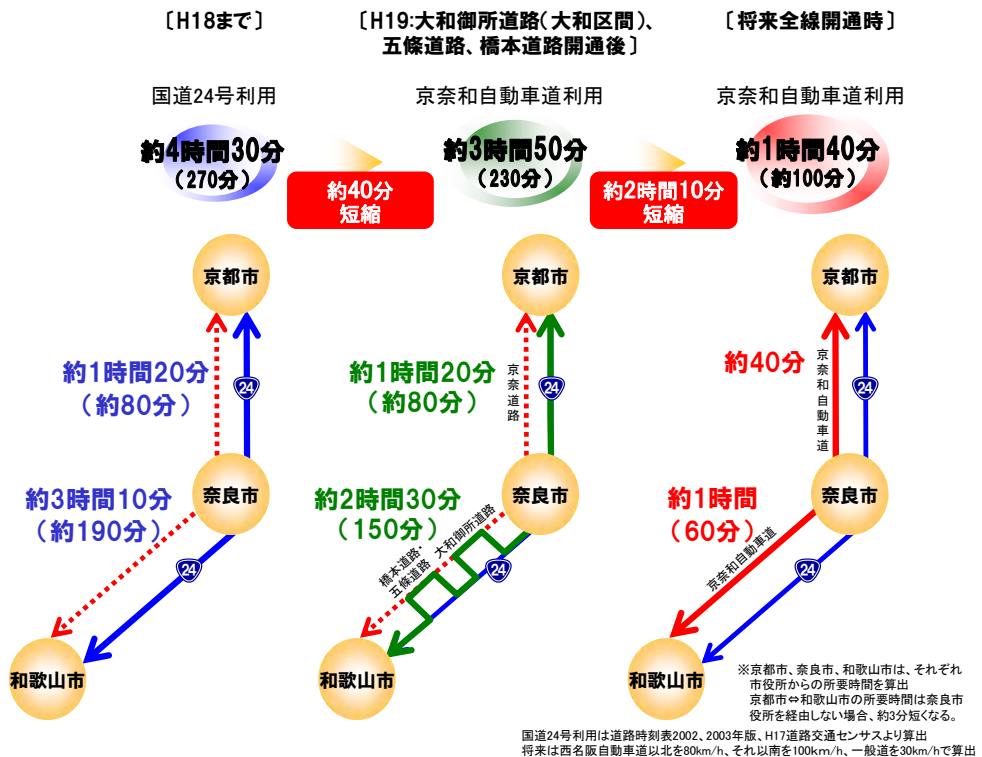 〔H18まで〕
〔H19:大和御所道路(大和区間)、
五條道路、橋本道路開通後〕
〔将来全線開通時〕
国道24号利用
京奈和自動車道利用
京奈和自動車道利用
約4時間30分
（270分）
約3時間50分
（230分）
約1時間40分
（約100分）
約40分
短縮
約2時間10分
短縮
京都市
京都市
京都市
約1時間20分
（約80分）
24
約1時間20分
（約80分）
京奈道路
24
約40分
京奈和自動車道
24
奈良市
奈良市
奈良市
約3時間10分
（約190分）
24
約2時間30分
（150分）
大和御所道路
橋本道路・
五條道路
24
約1時間
（60分）
京奈和自動車道
24
和歌山市
和歌山市
和歌山市
※京都市、奈良市、和歌山市は、それぞれ
市役所からの所要時間を算出
京都市⇔和歌山市の所要時間は奈良市
役所を経由しない場合、約3分短くなる。
国道24号利用は道路時刻表2002、2003年版、H17道路交通センサスより算出
将来は西名阪自動車道以北を80km/h、それ以南を100km/h、一般道を30km/hで算出